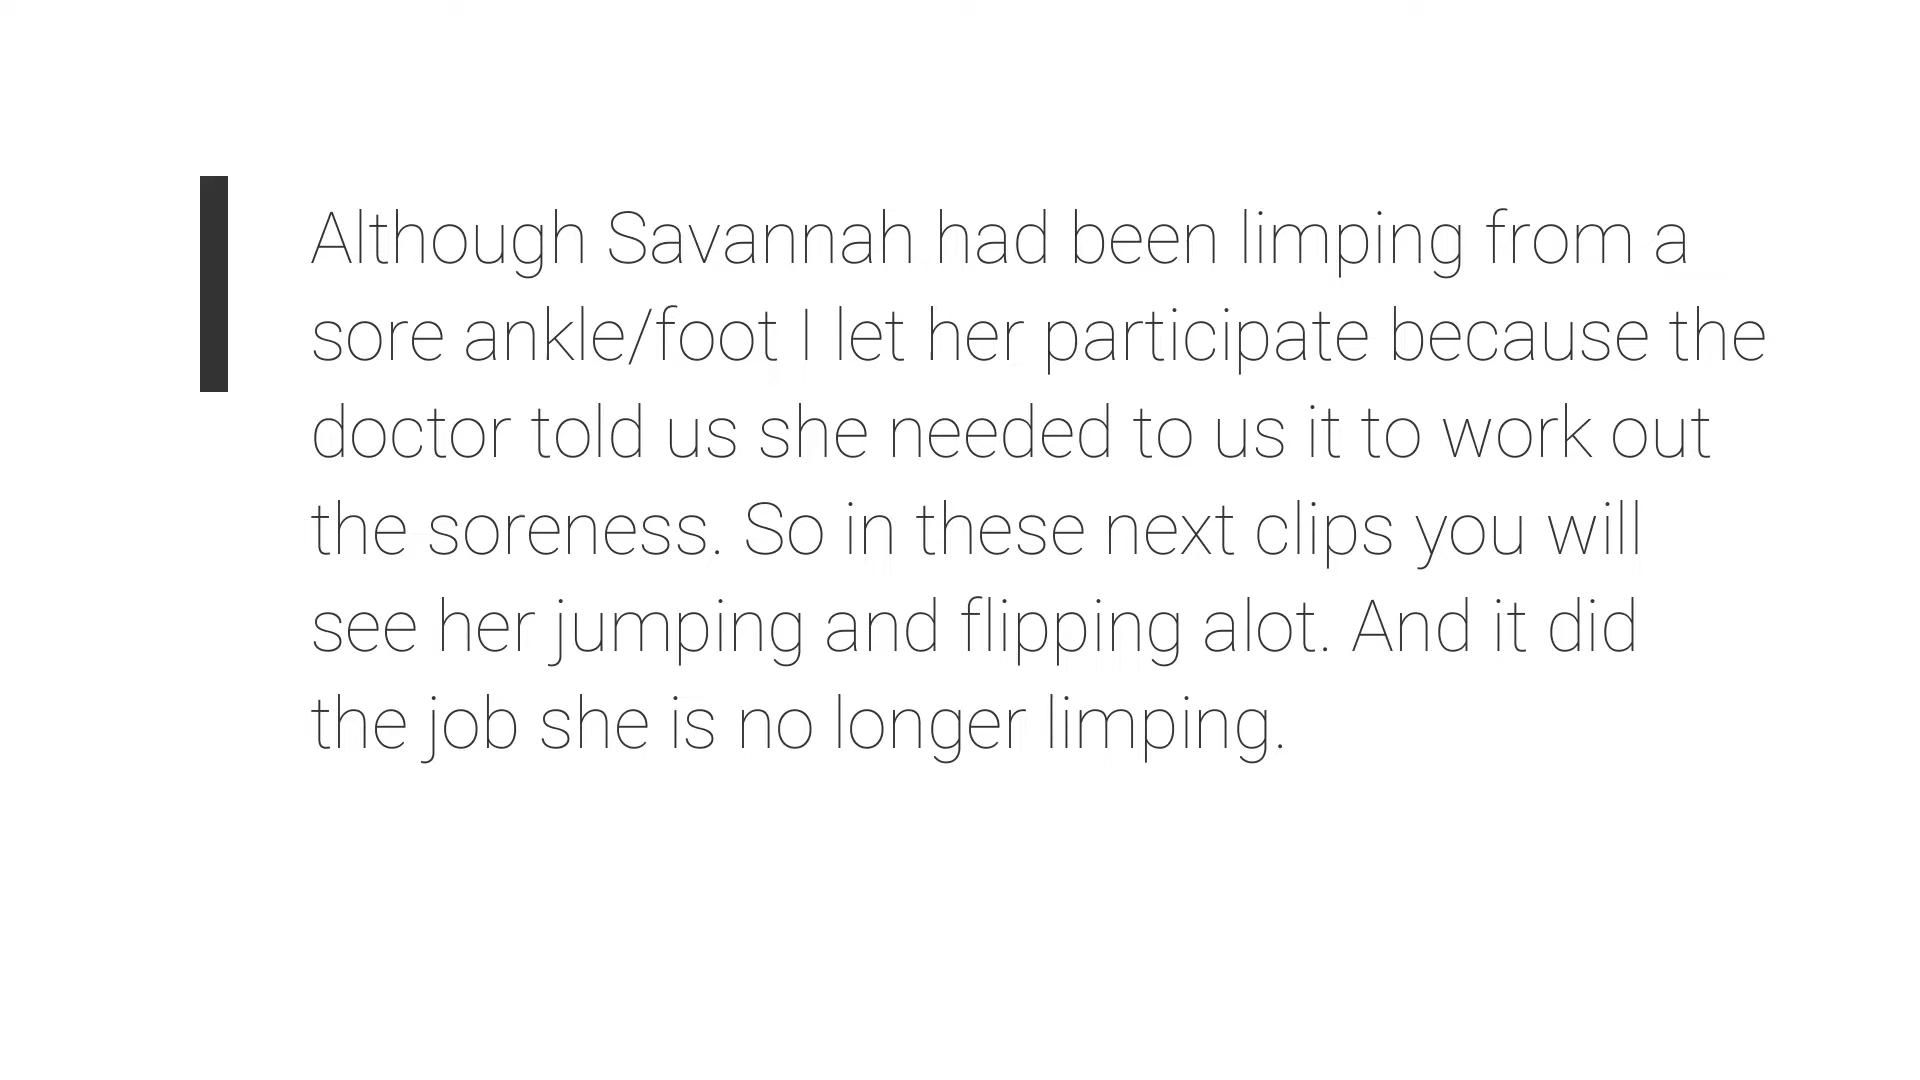 Although Savannah had been limping from a
sore ankle/foot I let her participate because the
doctor told us she needed to us it to work out
the soreness. So in these next clips you will
see her jumping and flipping alot. And it did
the job she is no longer limping.